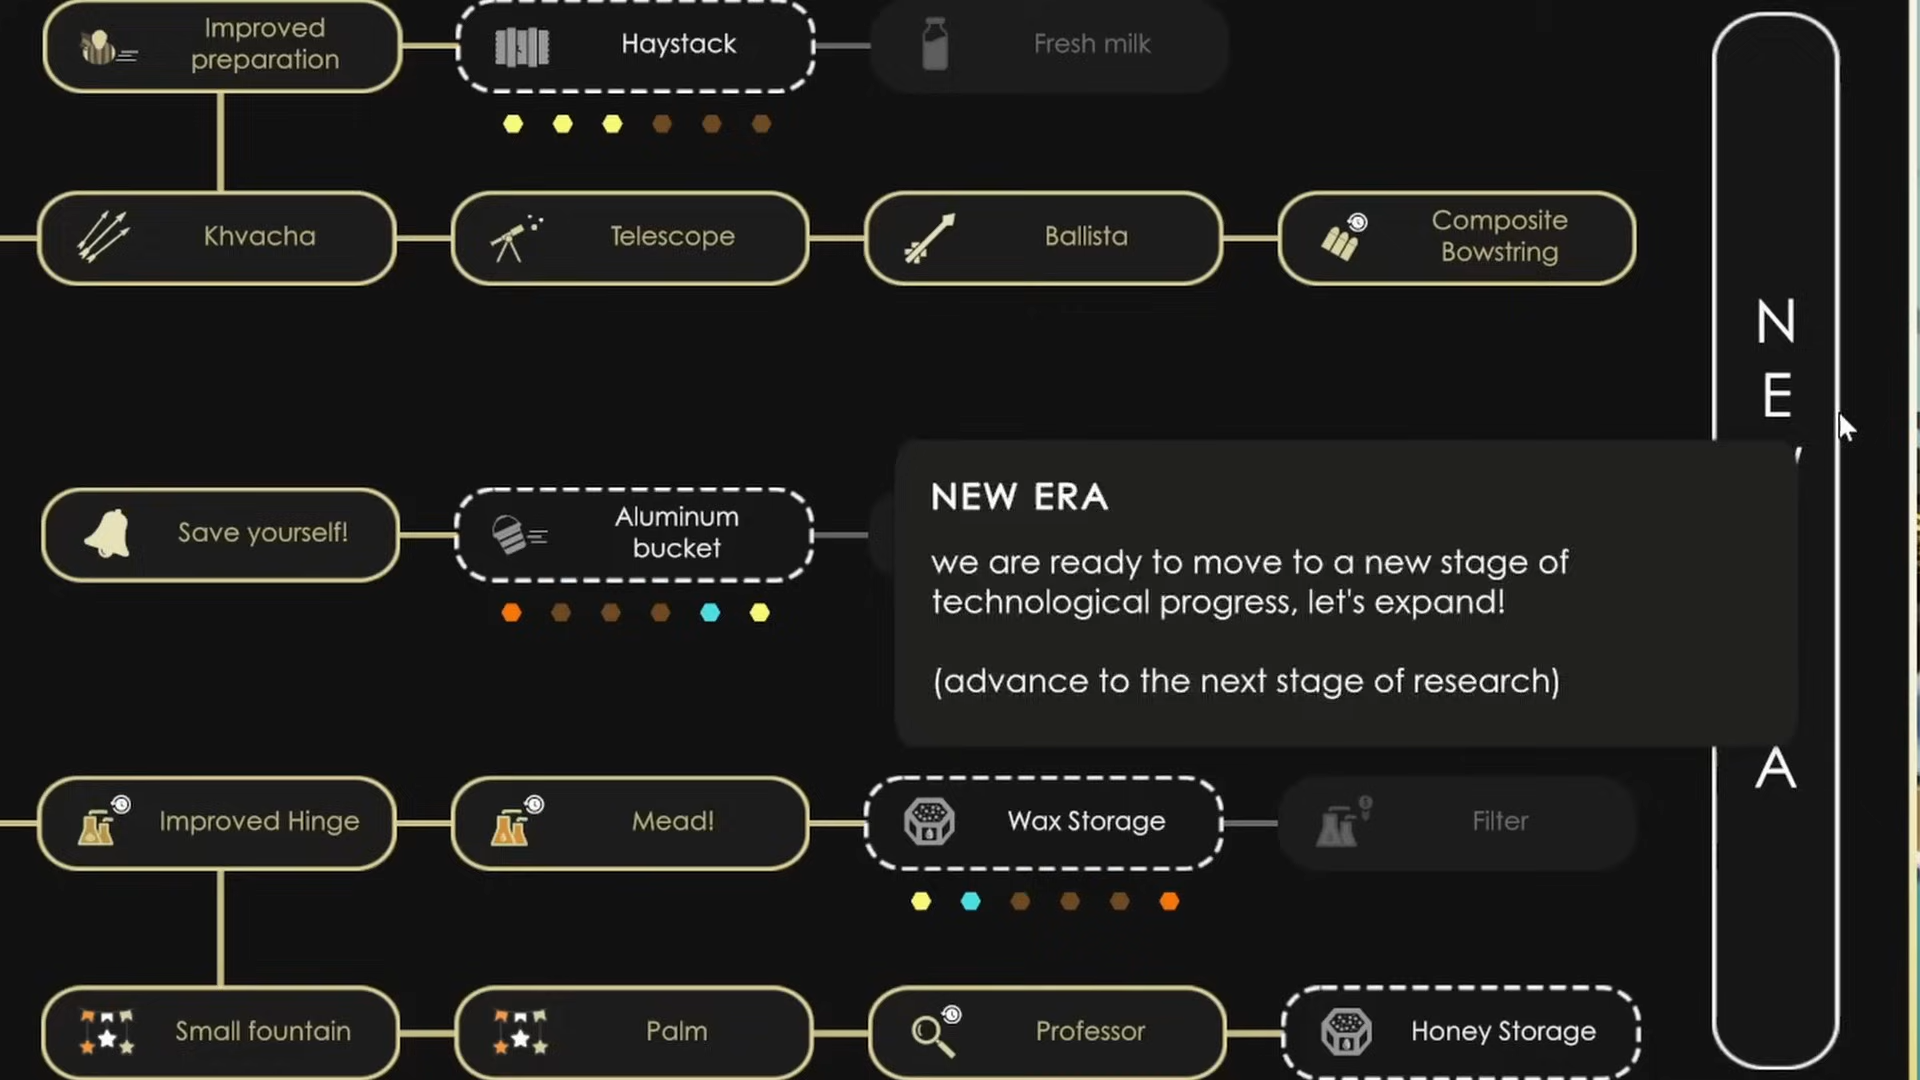 Improved
preparation
Haystack
Fresh milk
Khvacha
Telescope
Ballista
Composite
Bowstring
N
E
A
NEW ERA
we are ready to move to a new stage of
technological progress, let's expand!
(advance to the next stage of research)
Save yourself!
Aluminum
bucket
Improved Hinge
Mead!
Wax Storage
Filter
Small fountain
Palm
Professor
Honey Storage